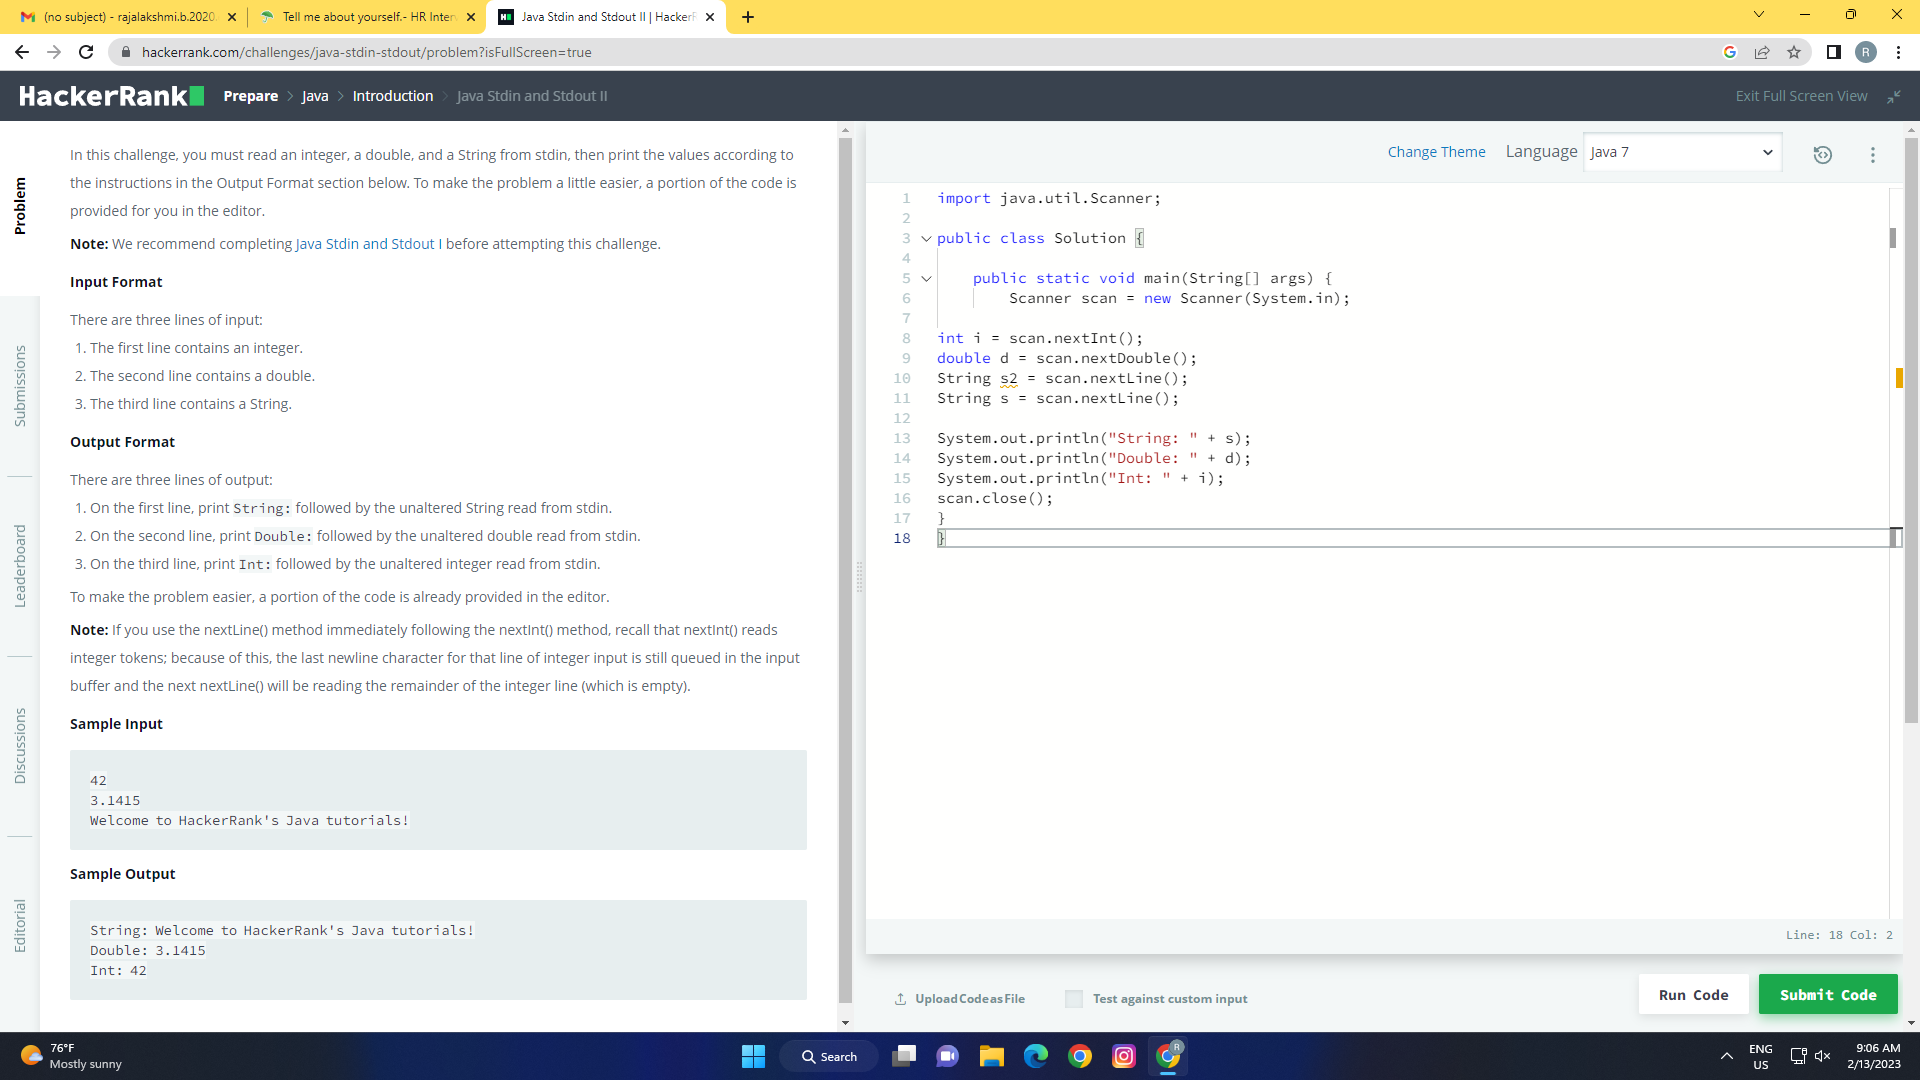 (no subject) - rajalakshmi.b.2020.
Tell me about yourself.- HR Inter
Java Stdin and Stdout II | HackerR
hackerrank.com/challenges/java-stdin-stdout/problem?isFullScreen=true
R
HackerRank
Prepare > Java > Introduction > Java Stdin and Stdout II
Exit Full Screen View
Problem
Submissions
Leaderboard
Discussions
Editorial
In this challenge, you must read an integer, a double, and a String from stdin, then print the values according to
the instructions in the Output Format section below. To make the problem a little easier, a portion of the code is
provided for you in the editor.
Note: We recommend completing Java Stdin and Stdout I before attempting this challenge.
Input Format
There are three lines of input:
1. The first line contains an integer.
2. The second line contains a double.
3. The third line contains a String.
Output Format
There are three lines of output:
1. On the first line, print String: followed by the unaltered String read from stdin.
2. On the second line, print Double: followed by the unaltered double read from stdin.
3. On the third line, print Int: followed by the unaltered integer read from stdin.
To make the problem easier, a portion of the code is already provided in the editor.
Note: If you use the nextLine() method immediately following the nextInt() method, recall that nextInt() reads
integer tokens; because of this, the last newline character for that line of integer input is still queued in the input
buffer and the next nextLine() will be reading the remainder of the integer line (which is empty).
Sample Input
42
3.1415
Welcome to HackerRank's Java tutorials!
Sample Output
String: Welcome to HackerRank's Java tutorials!
Double: 3.1415
Int: 42
Change Theme
Language
Java 7
1 import java.util.Scanner;
2
3 public class Solution {
4
5 public static void main(String[] args) {
6 Scanner scan = new Scanner(System.in);
7
8 int i = scan.nextInt();
9 double d = scan.nextDouble();
10 String s2 = scan.nextLine();
11 String s = scan.nextLine();
12
13 System.out.println("String: " + s);
14 System.out.println("Double: " + d);
15 System.out.println("Int: " + i);
16 scan.close();
17 }
18 }
Line: 18 Col: 2
Upload Code as File
Test against custom input
Run Code
Submit Code
76°F
Mostly sunny
Search
R
ENG
US
9:06 AM
2/13/2023